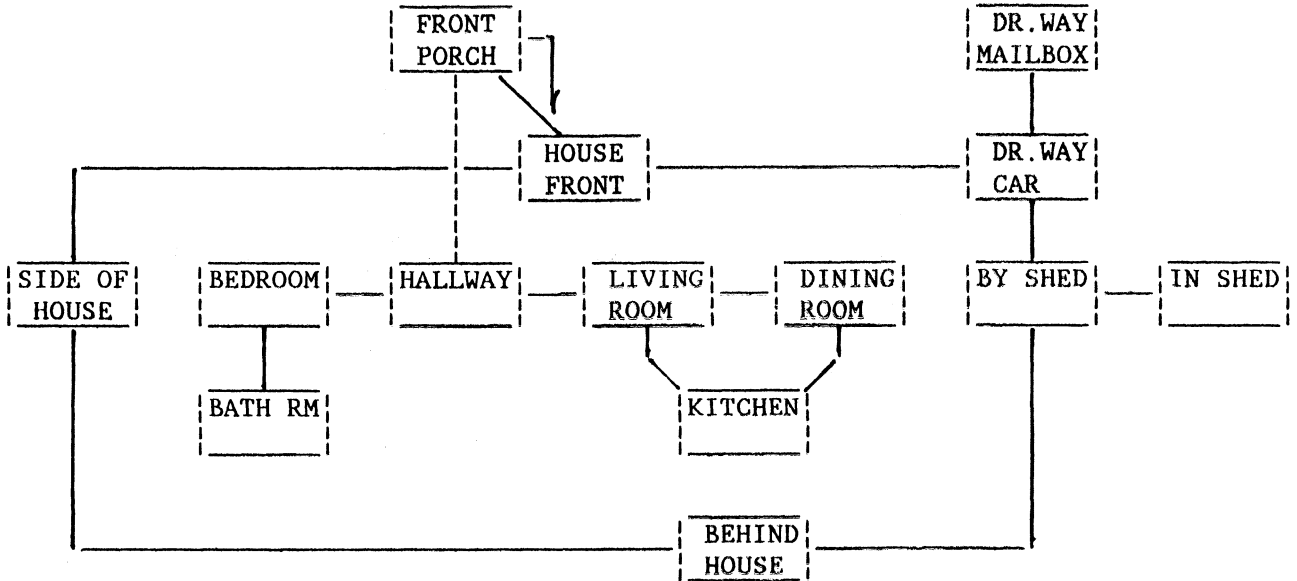 FRONT
PORCH
DR.WAY
MAILBOX
HOUSE
FRONT
DR.WAY
CAR
SIDE OF
HOUSE
BEDROOM
HALLWAY
LIVING
ROOM
DINING
ROOM
BY SHED
IN SHED
BATH RM
KITCHEN
BEHIND
HOUSE